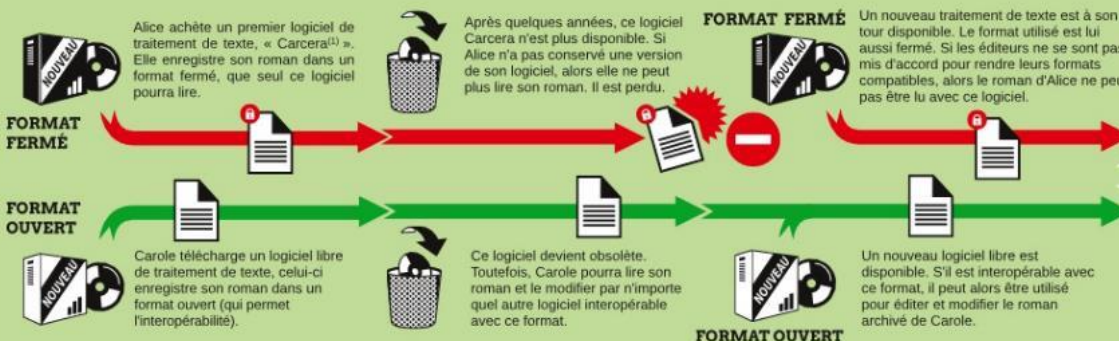 Alice achète un premier logiciel de
traitement de texte, « Carcera(1) ».
Elle enregistre son roman dans un
format fermé, que seul ce logiciel
pourra lire.
NOUVEAU
FORMAT
FERMÉ
Après quelques années, ce logiciel
Carcera n'est plus disponible. Si
Alice n'a pas conservé une version
de son logiciel, alors elle ne peut
plus lire son roman. Il est perdu.
FORMAT FERMÉ
NOUVEAU
Un nouveau traitement de texte est à son
tour disponible. Le format utilisé est lui
aussi fermé. Si les éditeurs ne se sont pas
mis d'accord pour rendre leurs formats
compatibles, alors le roman d'Alice ne
pas être lu avec ce logiciel.
FORMAT
OUVERT
NOUVEAU
Carole télécharge un logiciel libre
de traitement de texte, celui-ci
enregistre son roman dans un
format ouvert (qui permet
l'interopérabilité).
Ce logiciel devient obsolète.
Toutefois, Carole pourra lire son
roman et le modifier par n'importe
quel autre logiciel interopérable
avec ce format.
NOUVEAU
FORMAT OUVERT
Un nouveau logiciel libre est
disponible. S'il est interopérable avec
ce format, il peut alors être utilisé
pour éditer et modifier le roman
archivé de Carole.